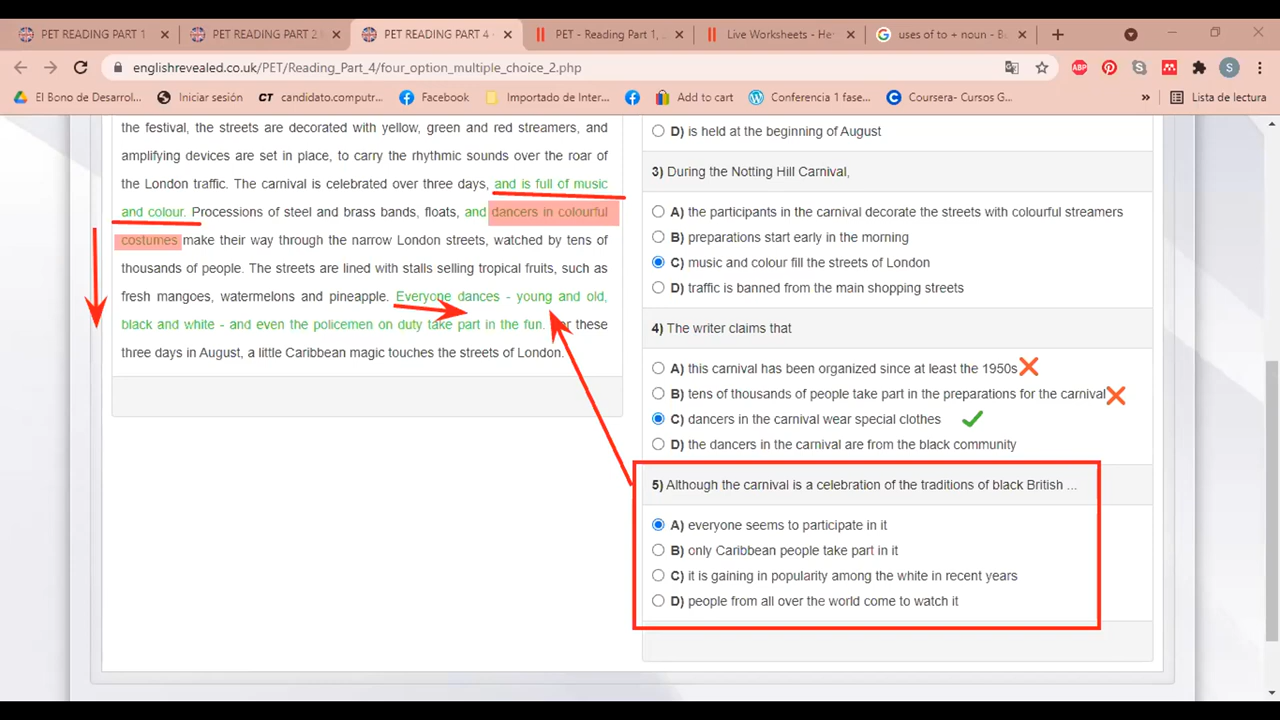 PET READING PART 1
PET READING PART 2
PET READING PART 4
PET - Reading Part 1,
Live Worksheets - He
uses of to + noun - Bu
englishrevealed.co.uk/PET/Reading_Part_4/four_option_multiple_choice_2.php
ABP
S
El Bono de Desarrol...
Iniciar sesión
CT candidato.computr...
Facebook
Importado de Inter...
Add to cart
Conferencia 1 fase...
Coursera- Cursos G...
»
Lista de lectura
the festival, the streets are decorated with yellow, green and red streamers, and
amplifying devices are set in place, to carry the rhythmic sounds over the roar of
the London traffic. The carnival is celebrated over three days, and is full of music
and colour. Processions of steel and brass bands, floats, and dancers in colourful
costumes make their way through the narrow London streets, watched by tens of
thousands of people. The streets are lined with stalls selling tropical fruits, such as
fresh mangoes, watermelons and pineapple. Everyone dances - young and old,
black and white - and even the policemen on duty take part in the fun. these
three days in August, a little Caribbean magic touches the streets of London.
D) is held at the beginning of August
3) During the Notting Hill Carnival,
A) the participants in the carnival decorate the streets with colourful streamers
B) preparations start early in the morning
C) music and colour fill the streets of London
D) traffic is banned from the main shopping streets
4) The writer claims that
A) this carnival has been organized since at least the 1950s
B) tens of thousands of people take part in the preparations for the carnival
C) dancers in the carnival wear special clothes
D) the dancers in the carnival are from the black community
5) Although the carnival is a celebration of the traditions of black British ...
A) everyone seems to participate in it
B) only Caribbean people take part in it
C) it is gaining in popularity among the white in recent years
D) people from all over the world come to watch it